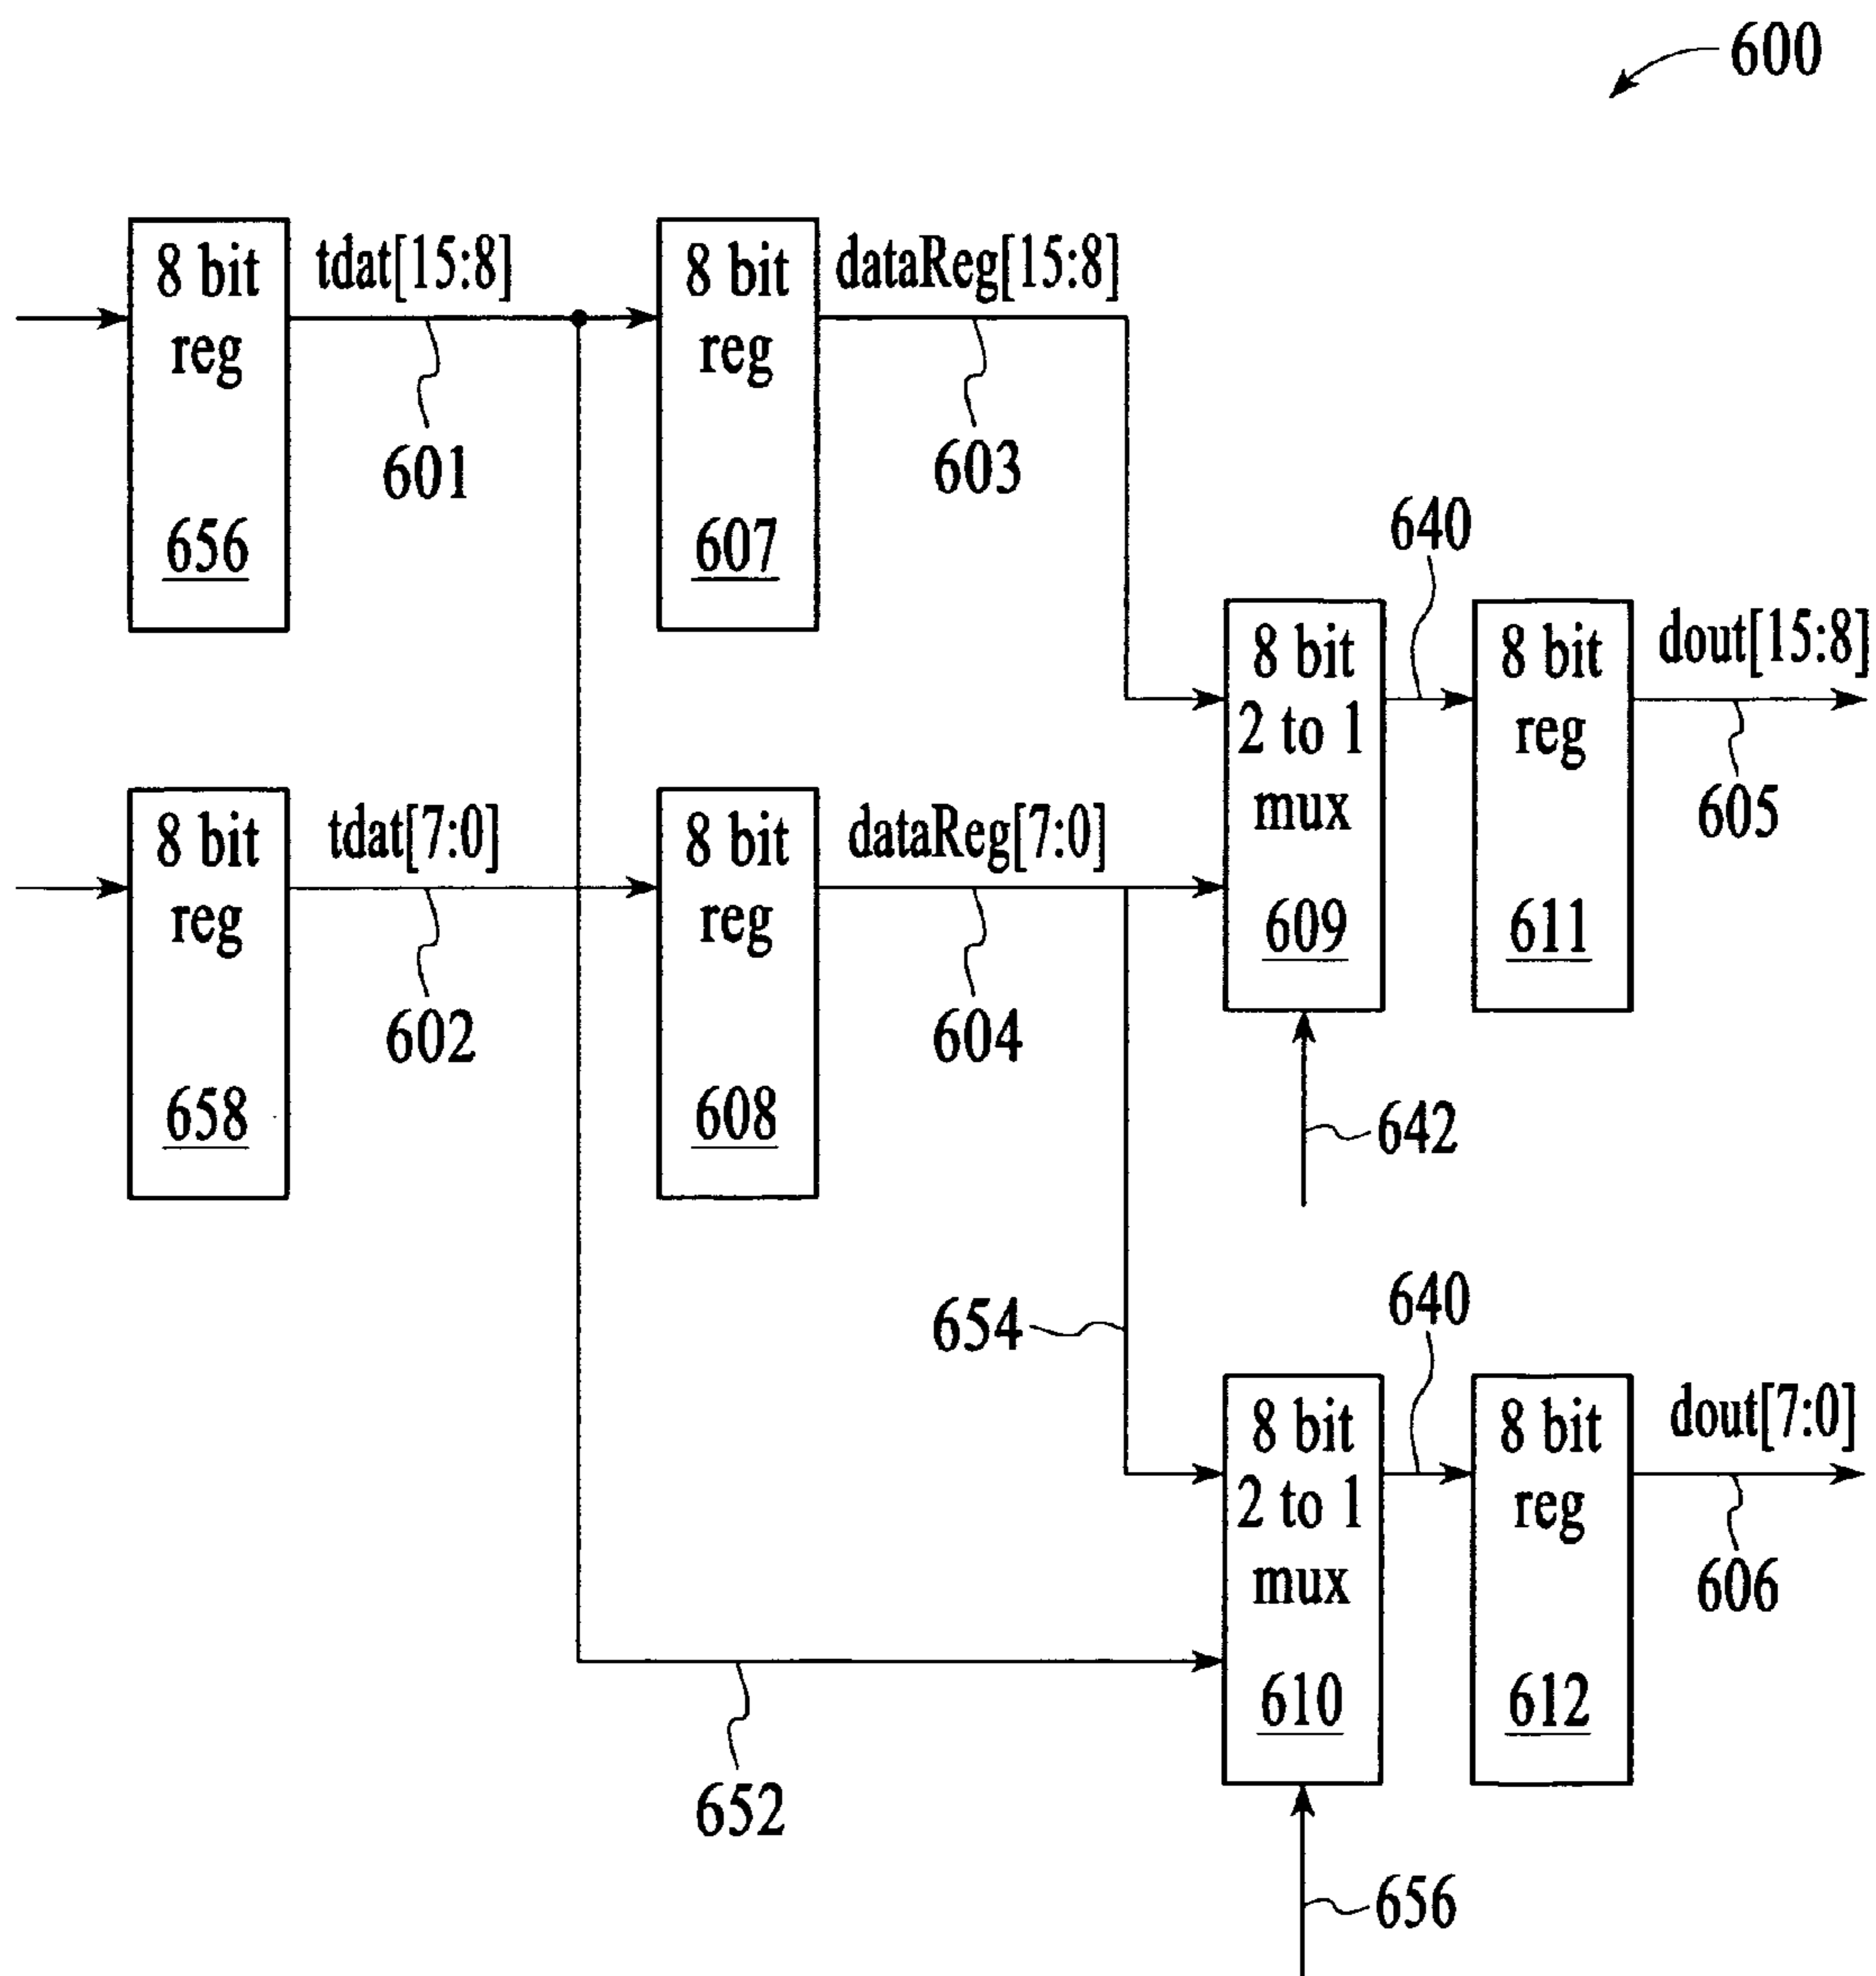 600
8 bit
reg
656
tdat[15:8]
601
8 bit
reg
607
dataReg[15:8]
603
8 bit
reg
658
tdat[7:0]
602
8 bit
reg
608
dataReg[7:0]
604
8 bit
2 to 1
mux
609
640
8 bit
reg
611
dout[15:8]
605
642
654
8 bit
2 to 1
mux
610
640
8 bit
reg
612
dout[7:0]
606
652
656